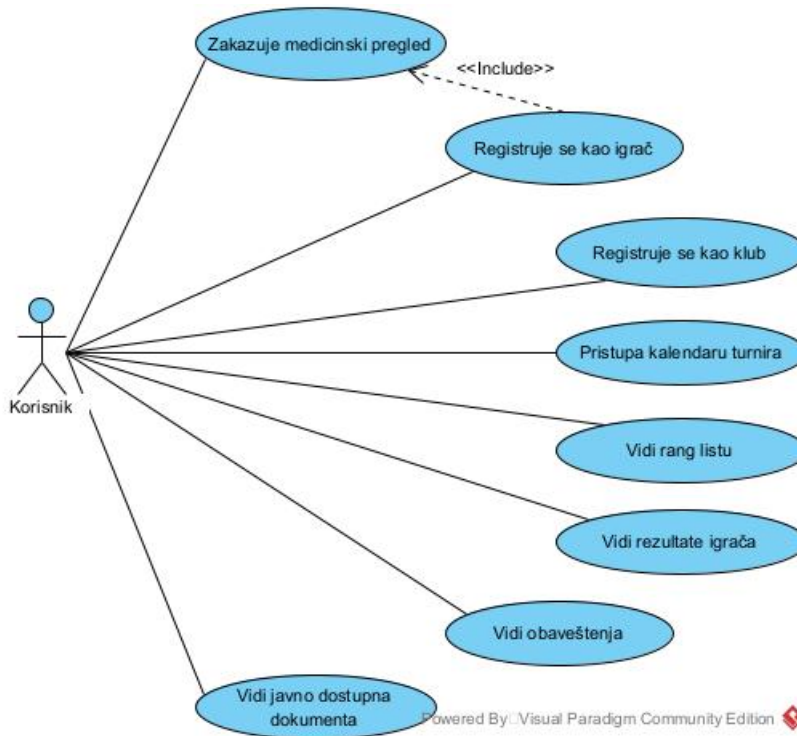 Zakazuje medicinski pregled
<<Include>>
Registruje se kao igrač
Registruje se kao klub
Pristupa kalendaru turnira
Korisnik
Vidi rang listu
Vidi rezultate igrača
Vidi obaveštenja
Vidi javno dostupna
dokumenta
Powered By Visual Paradigm Community Edition